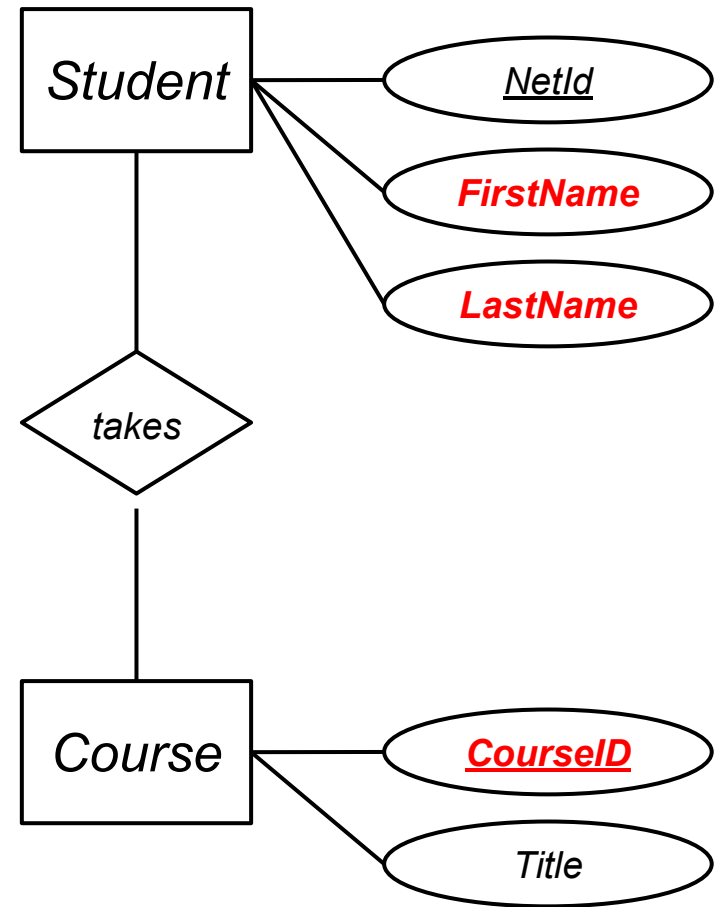 Student
NetId
FirstName
LastName
takes
Course
CourseID
Title